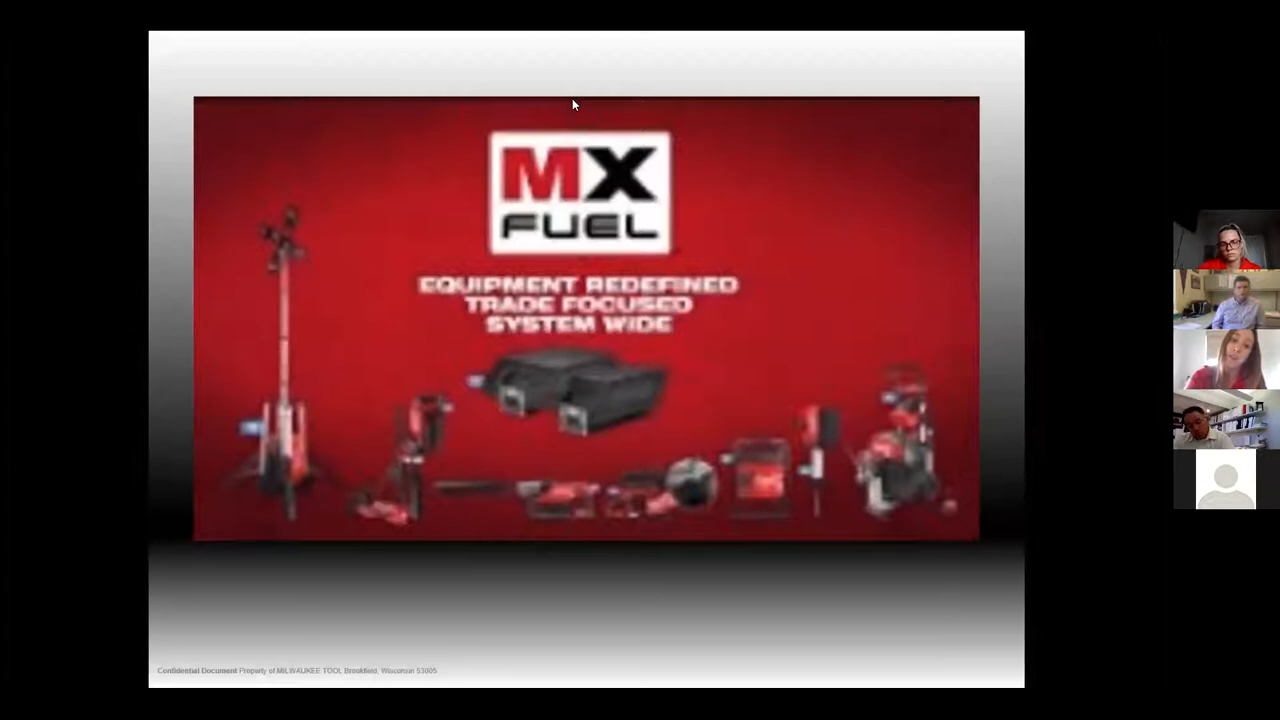 MX
FUEL
EQUIPMENT REDEFINED
TRADE FOCUSED
SYSTEM WIDE
Confidential Document Property of MILWAUKEE TOOL Brookfield, Wisconsin 53005